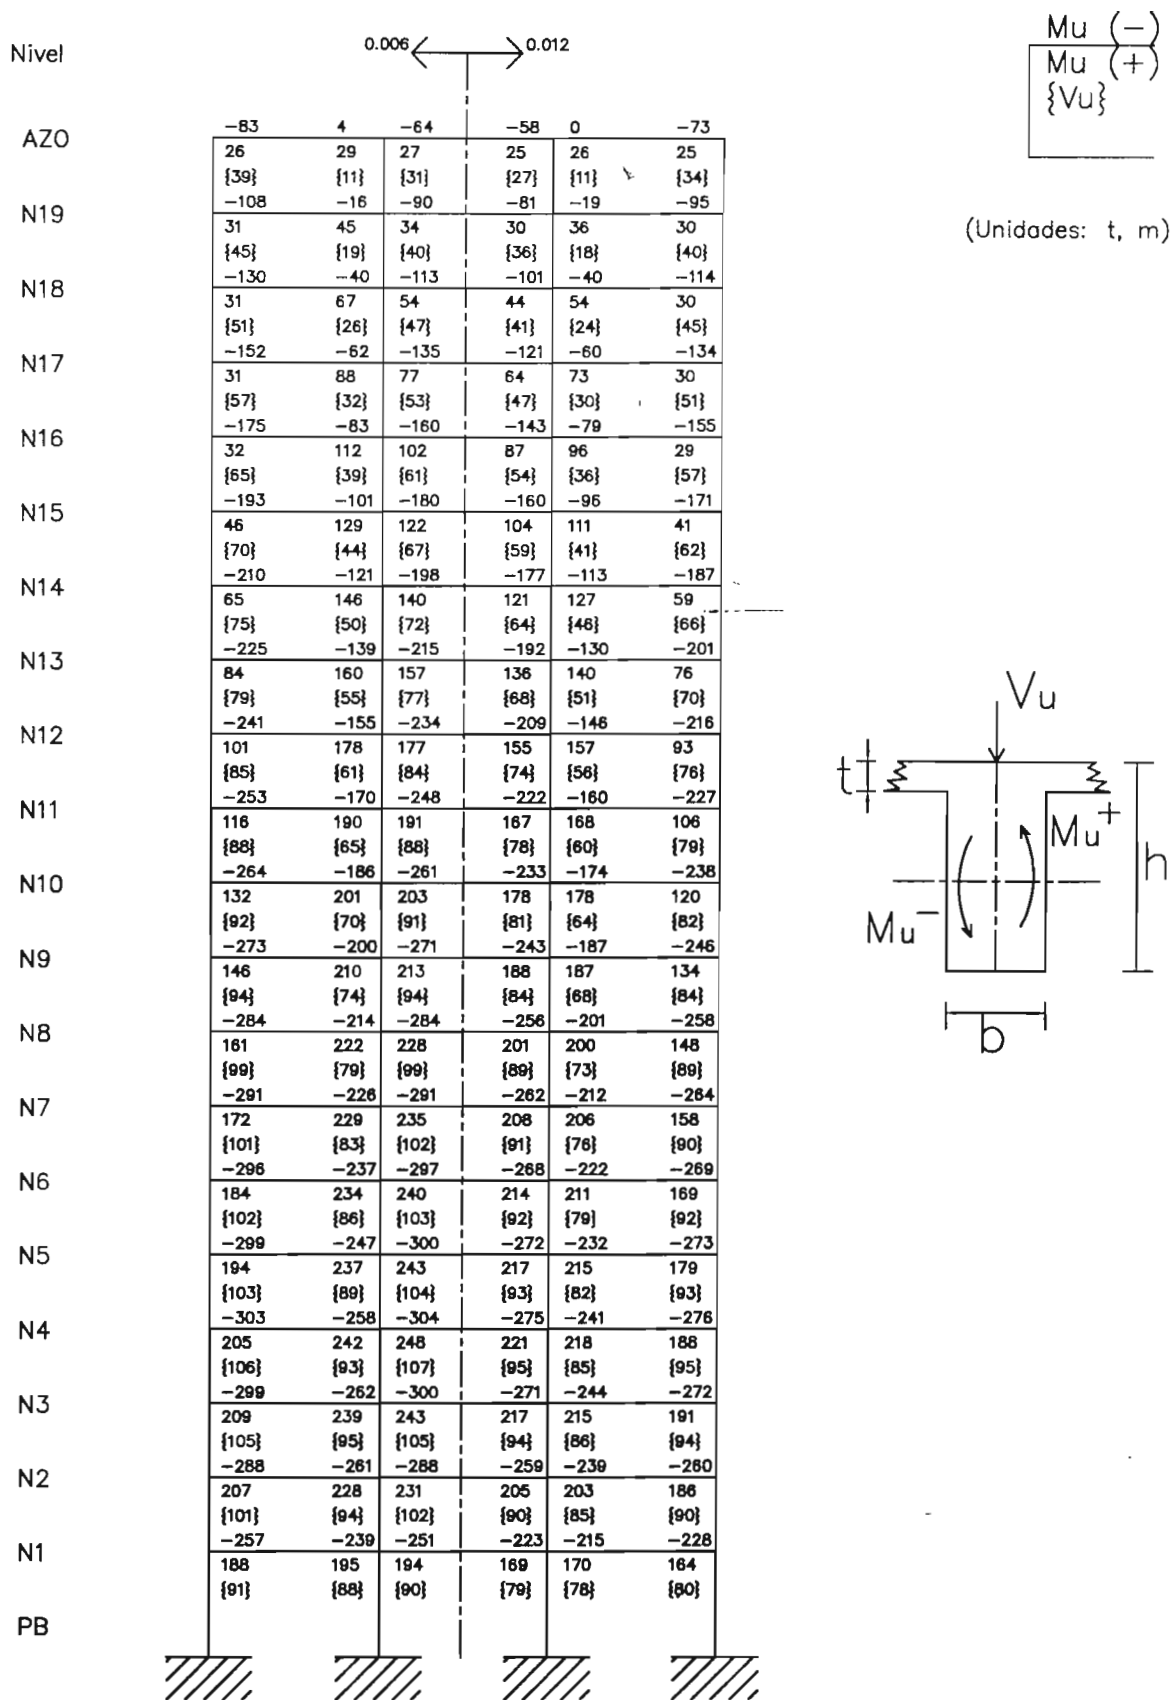 Nivel
0.006 0.012
Mu (-)
Mu (+)
{Vu}
(Unidades: t, m)
-83 4 -64 -58 0 -73
AZO
26 29 27 25 26 25
{39} {11} {31} {27} {11} {34}
-108 -16 -90 -81 -19 -95
N19
31 45 34 30 36 30
{45} {19} {40} {36} {18} {40}
-130 -40 -113 -101 -40 -114
N18
31 67 54 44 54 30
{51} {26} {47} {41} {24} {45}
-152 -62 -135 -121 -60 -134
N17
31 88 77 64 73 30
{57} {32} {53} {47} {30} {51}
-175 -83 -160 -143 -79 -155
N16
32 112 102 87 96 29
{65} {39} {61} {54} {36} {57}
-193 -101 -180 -160 -96 -171
N15
46 129 122 104 111 41
{70} {44} {67} {59} {41} {62}
-210 -121 -198 -177 -113 -187
N14
65 146 140 121 127 59
{75} {50} {72} {64} {46} {66}
-225 -139 -215 -192 -130 -201
N13
84 160 157 136 140 76
{79} {55} {77} {68} {51} {70}
-241 -155 -234 -209 -146 -216
N12
101 178 177 155 157 93
{85} {61} {84} {74} {56} {76}
-253 -170 -248 -222 -160 -227
N11
116 190 191 167 168 106
{88} {65} {88} {78} {60} {79}
-264 -186 -261 -233 -174 -238
N10
132 201 203 178 178 120
{92} {70} {91} {81} {64} {82}
-273 -200 -271 -243 -187 -246
N9
146 210 213 188 187 134
{94} {74} {94} {84} {68} {84}
-284 -214 -284 -256 -201 -258
N8
161 222 228 201 200 148
{99} {79} {99} {89} {73} {89}
-291 -226 -291 -262 -212 -264
N7
172 229 235 208 206 158
{101} {83} {102} {91} {76} {90}
-296 -237 -297 -268 -222 -269
N6
184 234 240 214 211 169
{102} {86} {103} {92} {79} {92}
-299 -247 -300 -272 -232 -273
N5
194 237 243 217 215 179
{103} {89} {104} {93} {82} {93}
-303 -258 -304 -275 -241 -276
N4
205 242 248 221 218 188
{106} {93} {107} {95} {85} {95}
-299 -262 -300 -271 -244 -272
N3
209 239 243 217 215 191
{105} {95} {105} {94} {86} {94}
-288 -261 -288 -259 -239 -260
N2
207 228 231 205 203 186
{101} {94} {102} {90} {85} {90}
-257 -239 -251 -223 -215 -228
N1
188 195 194 169 170 164
{91} {88} {90} {79} {78} {80}
PB
Vu
t
Mu+
h
Mu-
b